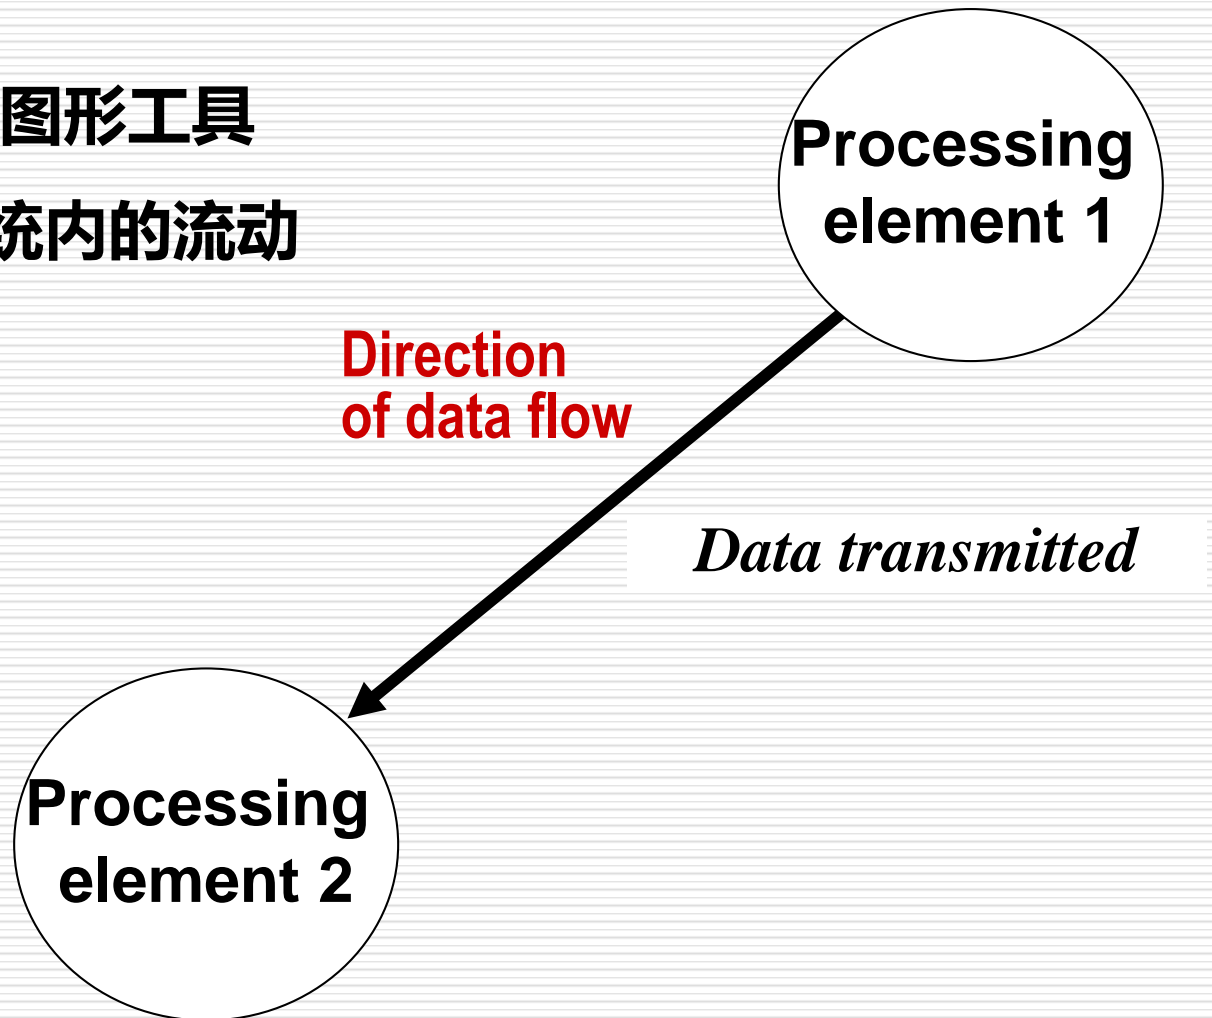 图形工具
统内的流动
Processing
element 1
Direction
of data flow
Data transmitted
Processing
element 2